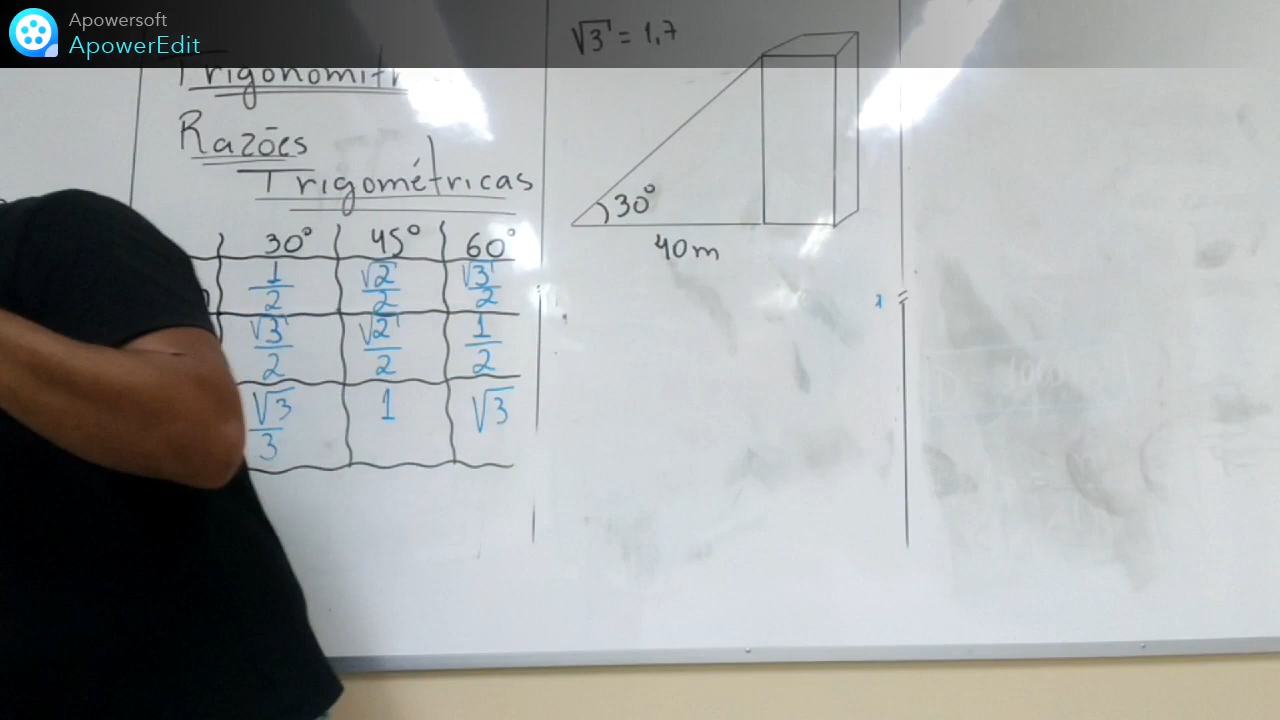 Apowersoft
ApowerEdit
Trigonomitr
Razões
Trigométricas
30° 45° 60°
1/2 √2/2 √3/2
√3/2 √2/2 1/2
√3/3 1 √3
√3 = 1,7
30°
40m